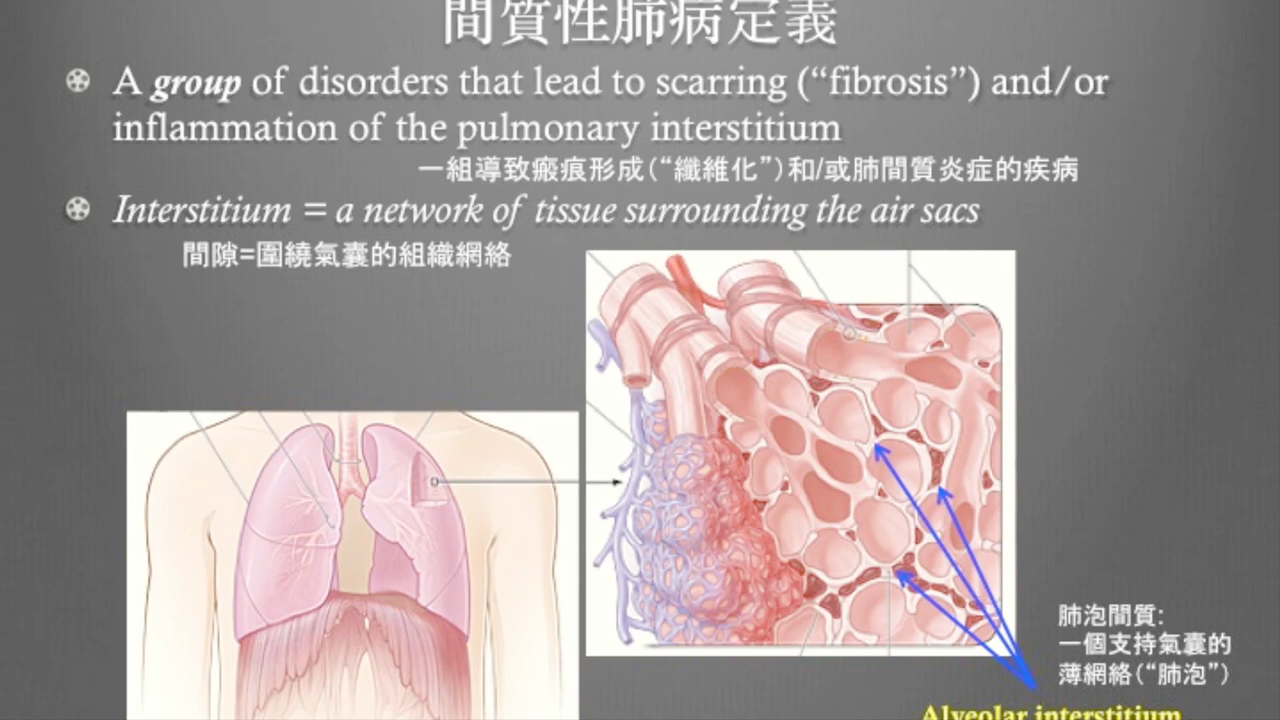 間質性肺病定義
A group of disorders that lead to scarring (“fibrosis”) and/or
inflammation of the pulmonary interstitium
一組導致瘢痕形成(“纖維化”)和/或肺間質炎症的疾病
Interstitium = a network of tissue surrounding the air sacs
間隙=圍繞氣囊的組織網絡
肺泡間質:
一個支持氣囊的
薄網絡(“肺泡”)
Alveolar interstitium